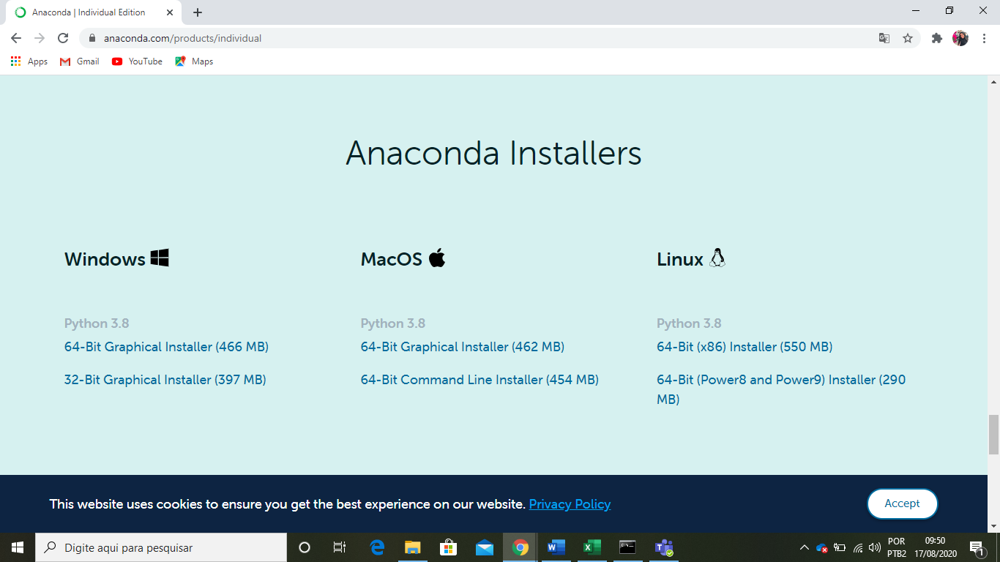 Anaconda | Individual Edition
anaconda.com/products/individual
Apps Gmail YouTube Maps
Anaconda Installers
Windows
Python 3.8
64-Bit Graphical Installer (466 MB)
32-Bit Graphical Installer (397 MB)
MacOS
Python 3.8
64-Bit Graphical Installer (462 MB)
64-Bit Command Line Installer (454 MB)
Linux
Python 3.8
64-Bit (x86) Installer (550 MB)
64-Bit (Power8 and Power9) Installer (290
MB)
This website uses cookies to ensure you get the best experience on our website. Privacy Policy
Accept
Digite aqui para pesquisar
POR
PTB2
09:50
17/08/2020
1